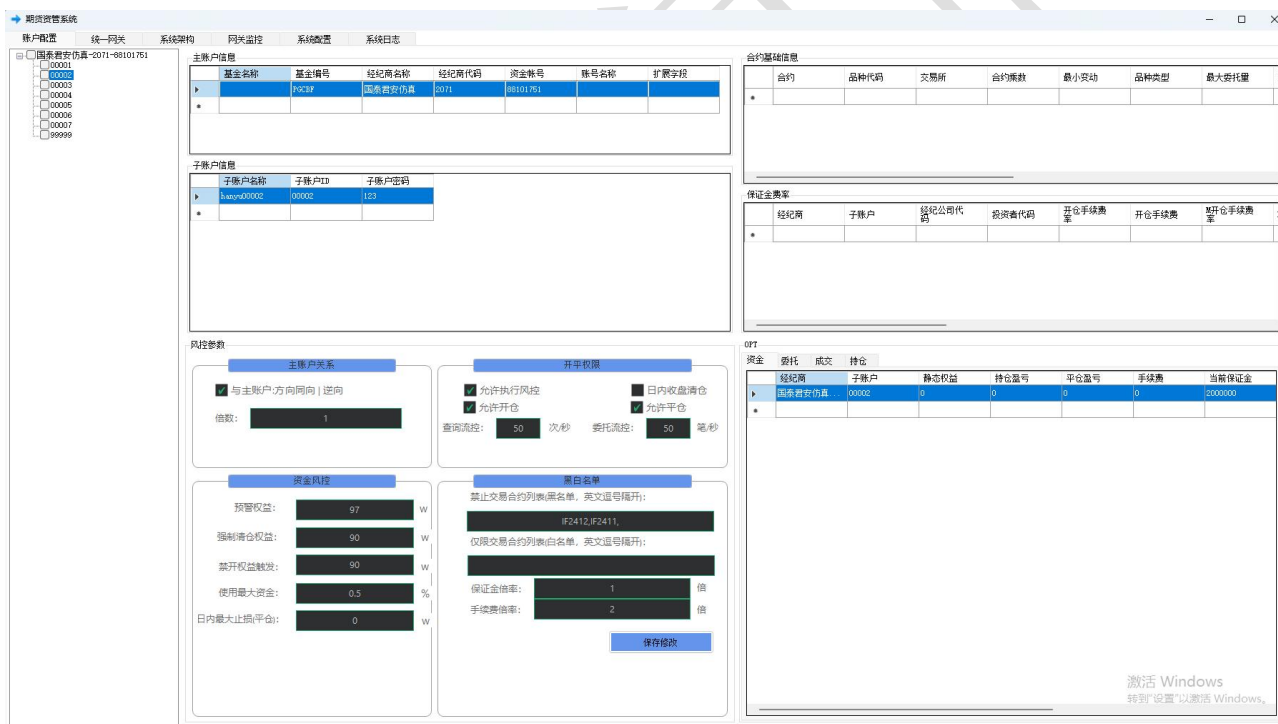 期货资管系统
账户配置 统一网关 系统架构 网关监控 系统配置 系统日志
国泰君安仿真-2071-88101751
00001
00002
00003
00004
00005
00006
00007
99999
主账户信息
基金名称 基金编号 经纪商名称 经纪商代码 资金帐号 账号名称 扩展字段
PGCBF 国泰君安仿真 2071 88101751
子账户信息
子账户名称 子账户ID 子账户密码
hanyu00002 00002 123
合约基础信息
合约 品种代码 交易所 合约乘数 最小变动 品种类型 最大委托量
保证金费率
经纪商 子账户 经纪公司代码 投资者代码 开仓手续费率 开仓手续费 M开仓手续费率
风控参数
主账户关系
与主账户:方向同向 | 逆向
倍数: 1
开平权限
允许执行风控 日内收盘清仓
允许开仓 允许平仓
查询流控: 50 次/秒 委托流控: 50 笔/秒
资金风控
预警权益: 97 W
强制清仓权益: 90 W
禁开权益触发: 90 W
使用最大资金: 0.5 %
日内最大止损(平仓): 0 W
黑白名单
禁止交易合约列表(黑名单，英文逗号隔开):
IF2412,IF2411,
仅限交易合约列表(白名单，英文逗号隔开):
保证金倍率: 1 倍
手续费倍率: 2 倍
保存修改
OPT
资金 委托 成交 持仓
经纪商 子账户 静态权益 持仓盈亏 平仓盈亏 手续费 当前保证金
国泰君安仿真... 00002 0 0 0 0 2000000
激活 Windows
转到"设置"以激活 Windows。